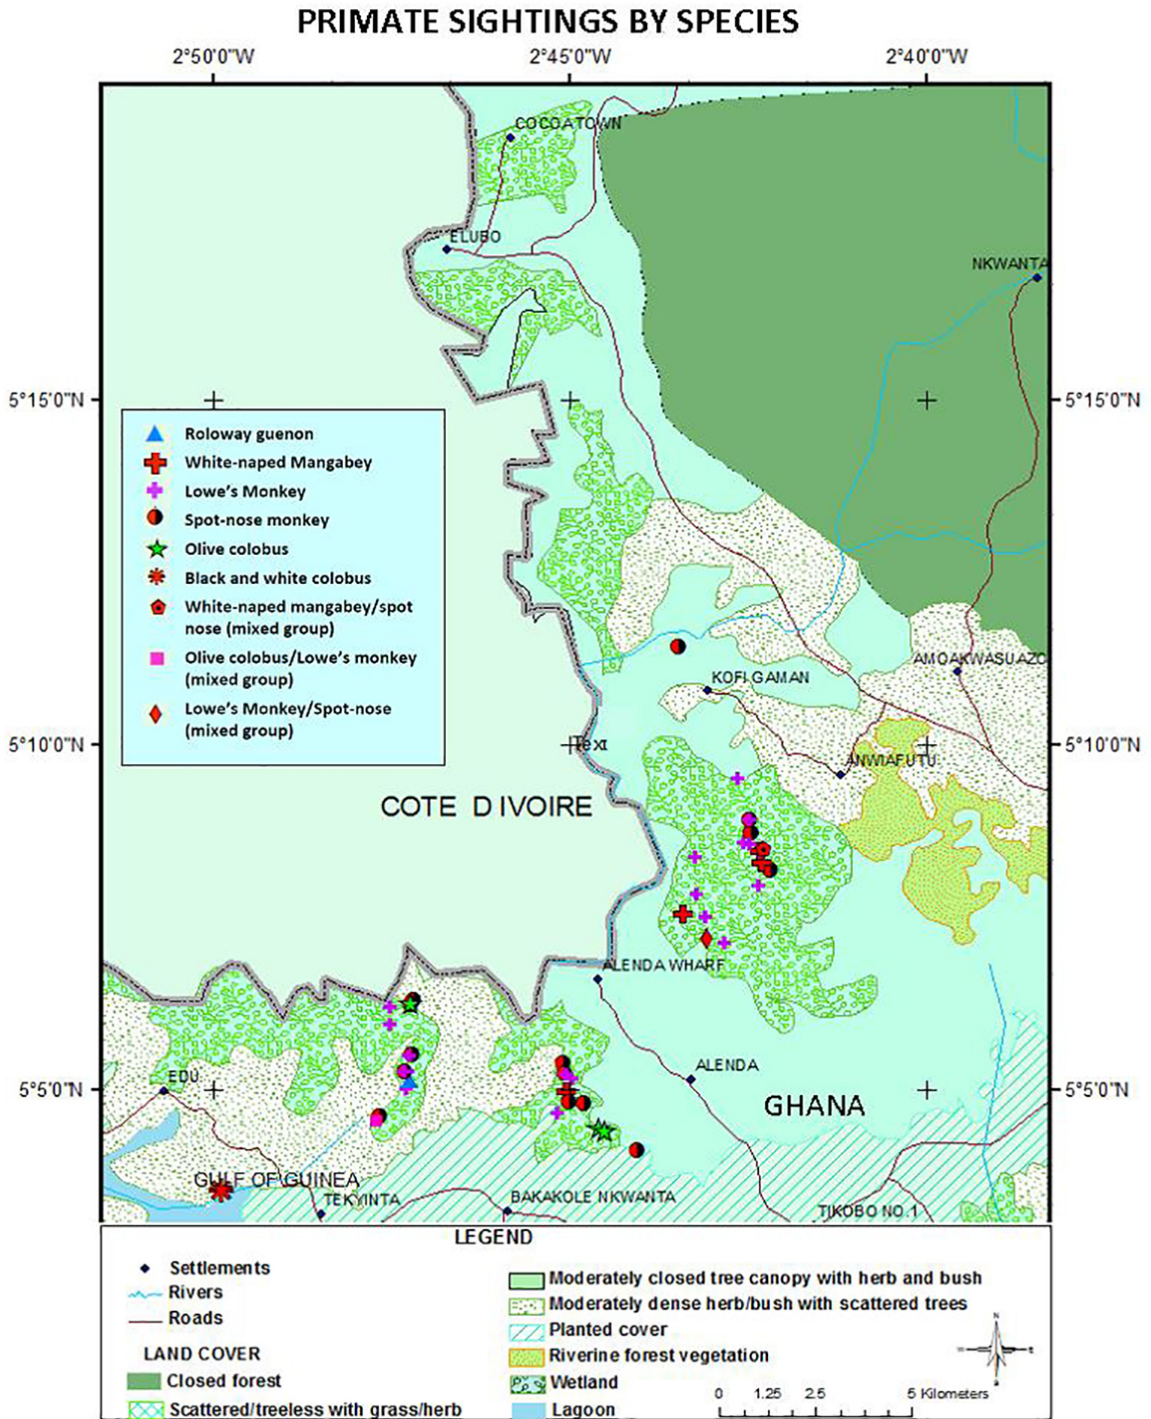 PRIMATE SIGHTINGS BY SPECIES
2°50'0"W 2°45'0"W 2°40'0"W
COCOATOWN
ELUBO
NKWANTA
5°15'0"N 5°15'0"N
Roloway guenon
White-naped Mangabey
Lowe's Monkey
Spot-nose monkey
Olive colobus
Black and white colobus
White-naped mangabey/spot
nose (mixed group)
Olive colobus/Lowe's monkey
(mixed group)
Lowe's Monkey/Spot-nose
(mixed group)
AMOAKWASUAZO
KOFI GAMAN
5°10'0"N Text 5°10'0"N
ANWIAFUTU
COTE D IVOIRE
ALENDA WHARF
ALENDA
EDU
5°5'0"N 5°5'0"N
GHANA
GULF OF GUINEA
TEKYINTA
BAKAKOLE NKWANTA
TIKOBO NO.1
LEGEND
Settlements
Rivers
Roads
LAND COVER
Closed forest
Scattered/treeless with grass/herb
Moderately closed tree canopy with herb and bush
Moderately dense herb/bush with scattered trees
Planted cover
Riverine forest vegetation
Wetland
Lagoon
N
0 1.25 2.5 5 Kilometers